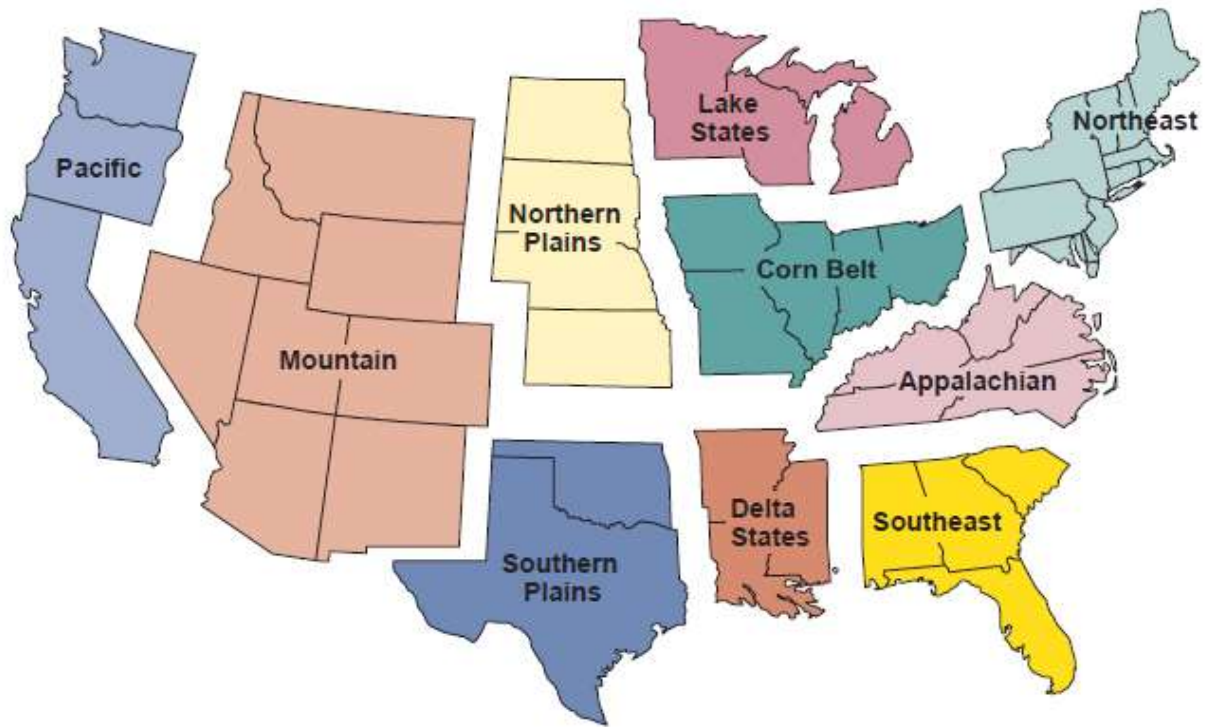 Lake
States
Northeast
Pacific
Northern
Plains
Corn Belt
Mountain
Appalachian
Delta
States
Southeast
Southern
Plains